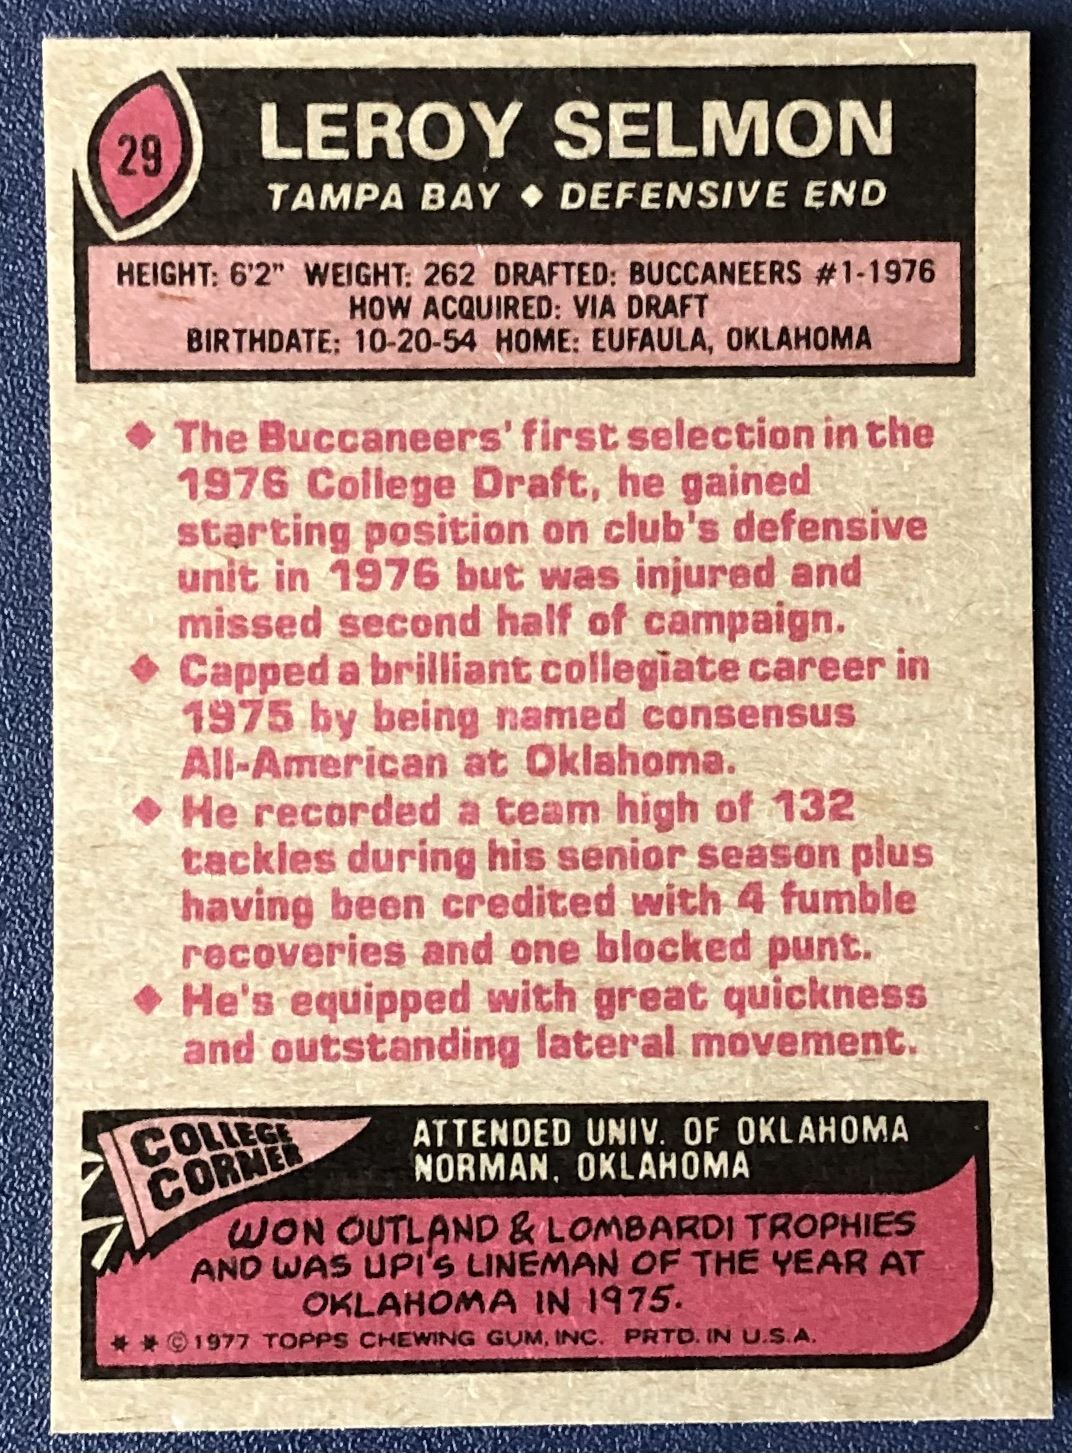 29
LEROY SELMON
TAMPA BAY ♦ DEFENSIVE END
HEIGHT: 6'2" WEIGHT: 262 DRAFTED: BUCCANEERS #1-1976
HOW ACQUIRED: VIA DRAFT
BIRTHDATE: 10-20-54 HOME: EUFAULA, OKLAHOMA
♦ The Buccaneers' first selection in the
1976 College Draft, he gained
starting position on club's defensive
unit in 1976 but was injured and
missed second half of campaign.
♦ Capped a brilliant collegiate career in
1975 by being named consensus
All-American at Oklahoma.
♦ He recorded a team high of 132
tackles during his senior season plus
having been credited with 4 fumble
recoveries and one blocked punt.
♦ He's equipped with great quickness
and outstanding lateral movement.
COLLEGE
CORNER
ATTENDED UNIV. OF OKLAHOMA
NORMAN, OKLAHOMA
WON OUTLAND & LOMBARDI TROPHIES
AND WAS UPI'S LINEMAN OF THE YEAR AT
OKLAHOMA IN 1975.
* * © 1977 TOPPS CHEWING GUM, INC. PRTD. IN U.S.A.